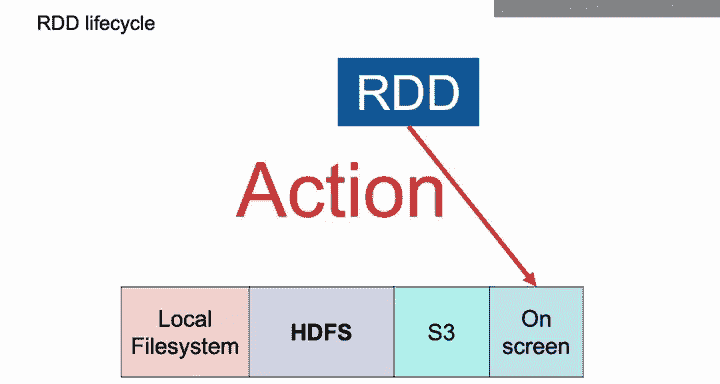 RDD lifecycle
RDD
Action
Local
Filesystem
HDFS
S3
On
screen